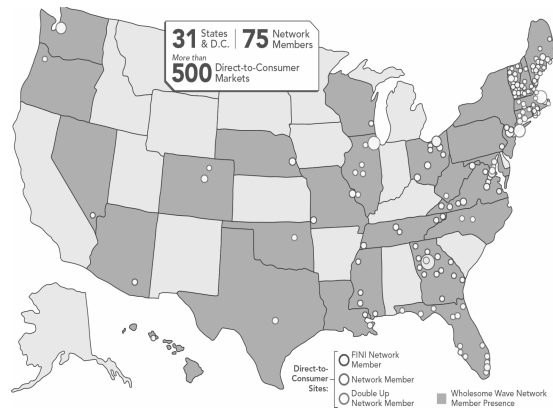 31 States & D.C. | 75 Network Members
More than
500 Direct-to-Consumer Markets
Direct-to-Consumer Sites:
FINI Network Member
Network Member
Double Up Network Member
Wholesome Wave Network Member Presence